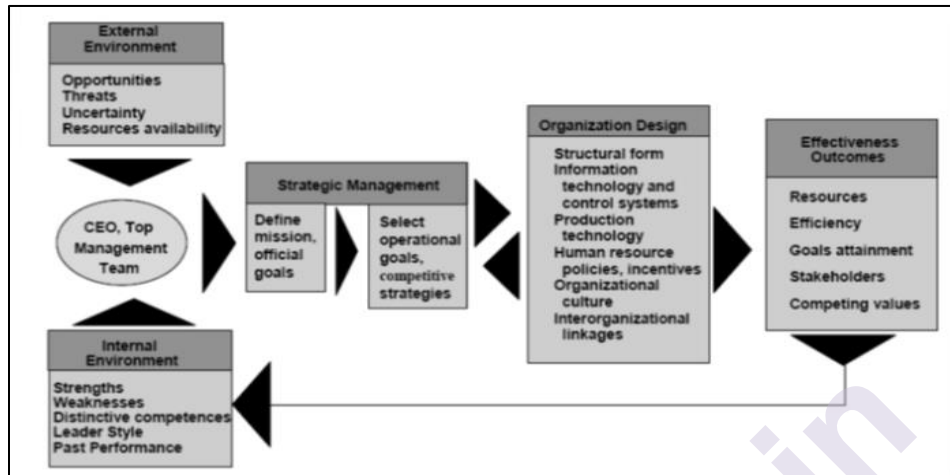 External
Environment
Opportunities
Threats
Uncertainty
Resources availability
CEO, Top
Management
Team
Internal
Environment
Strengths
Weaknesses
Distinctive competences
Leader Style
Past Performance
Strategic Management
Define
mission,
official
goals
Select
operational
goals,
competitive
strategies
Organization Design
Structural form
Information
technology and
control systems
Production
technology
Human resource
policies, incentives
Organizational
culture
Interorganizational
linkages
Effectiveness
Outcomes
Resources
Efficiency
Goals attainment
Stakeholders
Competing values
in